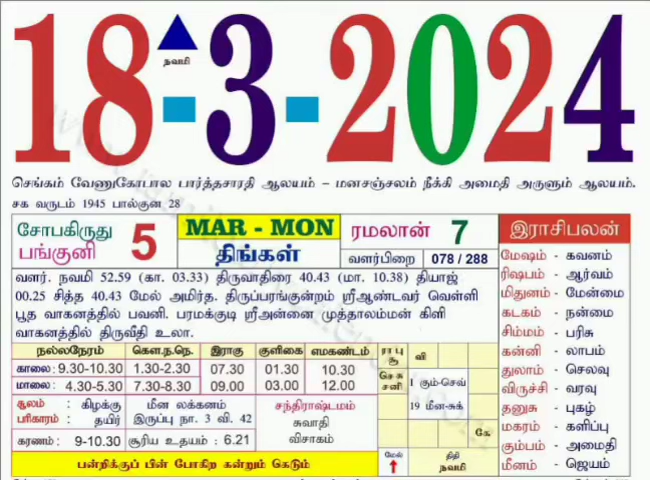 18-3-2024
நவமி
செங்கம் வேணுகோபால பார்த்தசாரதி ஆலயம் – மனசஞ்சலம் நீக்கி அமைதி அருளும் ஆலயம்.
சக வருடம் 1945 பால்குன 28
சோபகிருது
பங்குனி 5
MAR - MON
திங்கள்
ரமலான் 7
வளர்பிறை 078 / 288
வளர். நவமி 52.59 (கா. 03.33) திருவாதிரை 40.43 (மா. 10.38) தியாஜ்
00.25 சித்த 40.43 மேல் அமிர்த. திருப்பரங்குன்றம் ஸ்ரீஆண்டவர் வெள்ளி
பூத வாகனத்தில் பவனி. பரமக்குடி ஸ்ரீஅன்னை முத்தாலம்மன் கிளி
வாகனத்தில் திருவீதி உலா.
நல்லநேரம் கௌ.ந.நெ. இராகு குளிகை எமகண்டம்
காலை: 9.30-10.30 1.30-2.30 07.30 01.30 10.30
மாலை: 4.30-5.30 7.30-8.30 09.00 03.00 12.00
சூலம் : கிழக்கு
பரிகாரம் : தயிர்
மீன லக்கனம்
இருப்பு நா. 3 வி. 42
கரணம் : 9-10.30 சூரிய உதயம் : 6.21
சந்திராஷ்டமம்
சுவாதி
விசாகம்
பன்றிக்குப் பின் போகிற கன்றும் கெடும்
ரா பு
சூ
வி
செ சு
சனி
1 கும்-செவ்
19 மீன-சுக்
கே
மேல்
திதி
நவமி
இராசிபலன்
மேஷம் - கவனம்
ரிஷபம் - ஆர்வம்
மிதுனம் - மேன்மை
கடகம் - நன்மை
சிம்மம் - பரிசு
கன்னி - லாபம்
துலாம் - செலவு
விருச்சி - வரவு
தனுசு - புகழ்
மகரம் - களிப்பு
கும்பம் - அமைதி
மீனம் - ஜெயம்